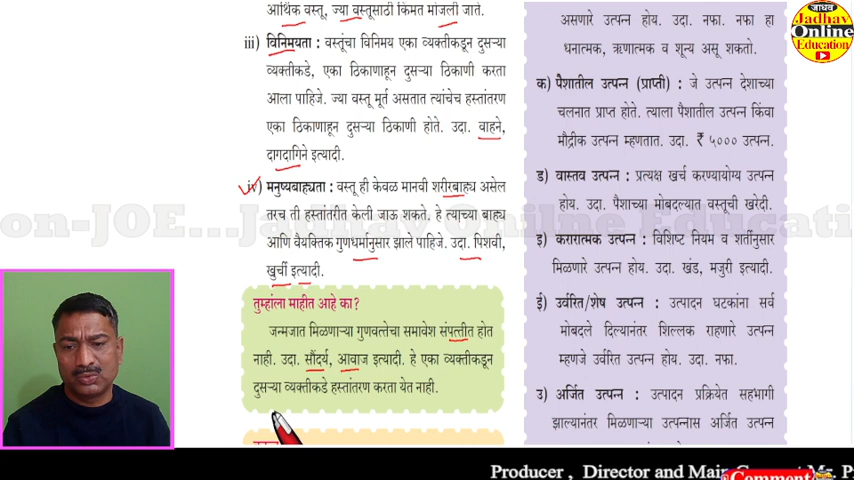 आर्थिक वस्तू, ज्या वस्तूसाठी किंमत मोजली जाते.
iii) विनिमयता : वस्तूंचा विनिमय एका व्यक्तीकडून दुसऱ्या
व्यक्तीकडे, एका ठिकाणाहून दुसऱ्या ठिकाणी करता
आला पाहिजे. ज्या वस्तू मूर्त असतात त्यांचेच हस्तांतरण
एका ठिकाणाहून दुसऱ्या ठिकाणी होते. उदा. वाहने,
दागदागिने इत्यादी.
iv) मनुष्यबाह्यता : वस्तू ही केवळ मानवी शरीरबाह्य असेल
तरच ती हस्तांतरीत केली जाऊ शकते. हे त्याच्या बाह्य
आणि वैयक्तिक गुणधर्मानुसार झाले पाहिजे. उदा. पिशवी,
खुर्ची इत्यादी.
तुम्हांला माहीत आहे का?
जन्मजात मिळणाऱ्या गुणवत्तेचा समावेश संपत्तीत होत
नाही. उदा. सौंदर्य, आवाज इत्यादी. हे एका व्यक्तीकडून
दुसऱ्या व्यक्तीकडे हस्तांतरण करता येत नाही.
असणारे उत्पन्न होय. उदा. नफा. नफा हा
धनात्मक, ऋणात्मक व शून्य असू शकतो.
क) पैशातील उत्पन्न (प्राप्ती) : जे उत्पन्न देशाच्या
चलनात प्राप्त होते. त्याला पैशातील उत्पन्न किंवा
मौद्रीक उत्पन्न म्हणतात. उदा. ₹ ५००० उत्पन्न.
ड) वास्तव उत्पन्न : प्रत्यक्ष खर्च करण्यायोग्य उत्पन्न
होय. उदा. पैशाच्या मोबदल्यात वस्तूची खरेदी.
इ) करारात्मक उत्पन्न : विशिष्ट नियम व शर्तीनुसार
मिळणारे उत्पन्न होय. उदा. खंड, मजुरी इत्यादी.
ई) उर्वरित/शेष उत्पन्न : उत्पादन घटकांना सर्व
मोबदले दिल्यानंतर शिल्लक राहणारे उत्पन्न
म्हणजे उर्वरित उत्पन्न होय. उदा. नफा.
उ) अर्जित उत्पन्न : उत्पादन प्रक्रियेत सहभागी
झाल्यानंतर मिळणाऱ्या उत्पन्नास अर्जित उत्पन्न
जाधव
Jadhav
Online
Education
on-JOE...Jadhav Online Educati
Producer , Director and Main
Comment
Mr. P